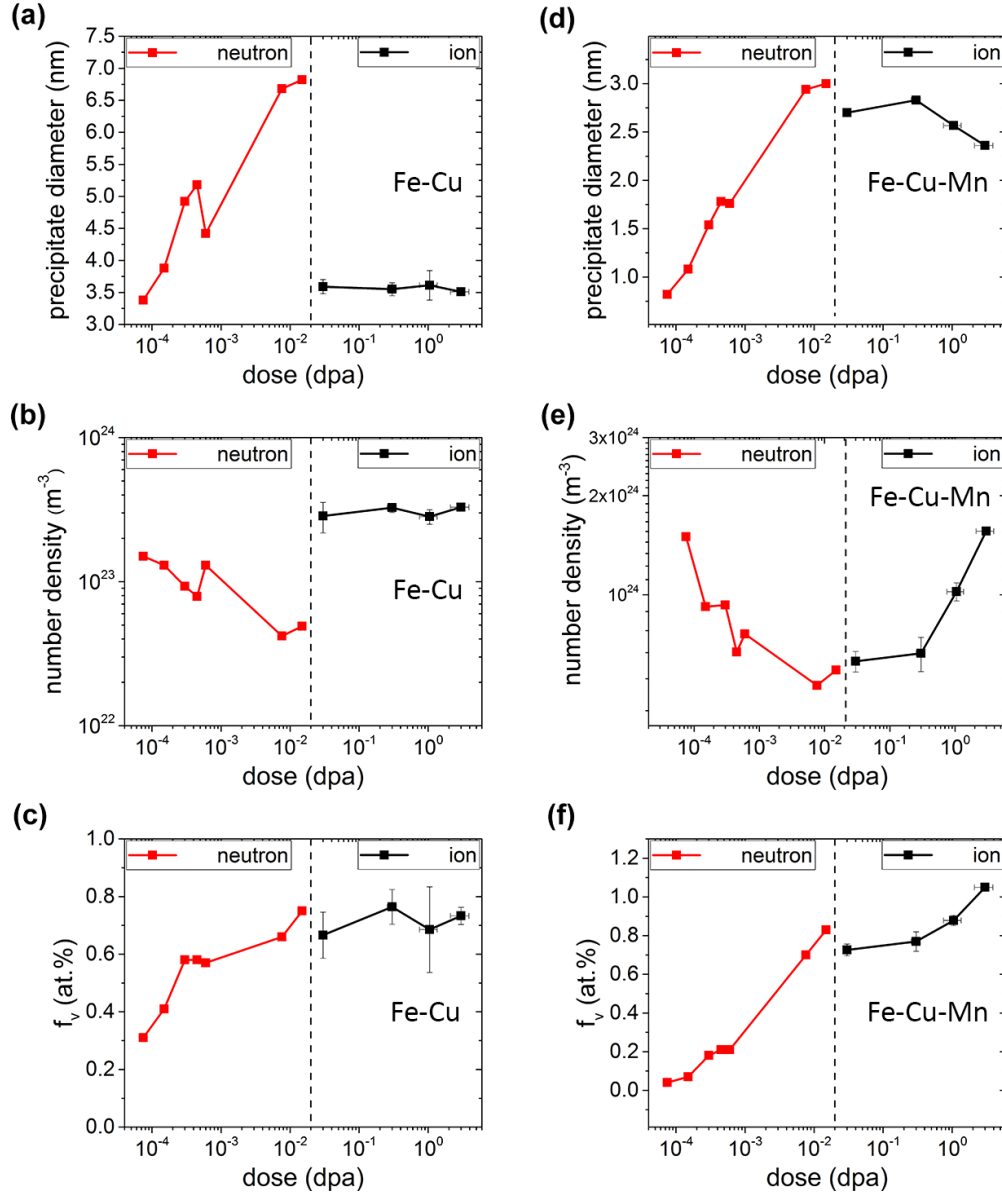 (a)
neutron
ion
precipitate diameter (nm)
7.5
7.0
6.5
6.0
5.5
5.0
4.5
4.0
3.5
3.0
Fe-Cu
10⁻⁴ 10⁻³ 10⁻² 10⁻¹ 10⁰
dose (dpa)
(d)
neutron
ion
precipitate diameter (nm)
3.0
2.5
2.0
1.5
1.0
Fe-Cu-Mn
10⁻⁴ 10⁻³ 10⁻² 10⁻¹ 10⁰
dose (dpa)
(b)
neutron
ion
number density (m⁻³)
10²⁴
10²³
10²²
Fe-Cu
10⁻⁴ 10⁻³ 10⁻² 10⁻¹ 10⁰
dose (dpa)
(e)
neutron
ion
number density (m⁻³)
3x10²⁴
2x10²⁴
10²⁴
Fe-Cu-Mn
10⁻⁴ 10⁻³ 10⁻² 10⁻¹ 10⁰
dose (dpa)
(c)
neutron
ion
fᵥ (at.%)
1.0
0.8
0.6
0.4
0.2
0.0
Fe-Cu
10⁻⁴ 10⁻³ 10⁻² 10⁻¹ 10⁰
dose (dpa)
(f)
neutron
ion
fᵥ (at.%)
1.2
1.0
0.8
0.6
0.4
0.2
0.0
Fe-Cu-Mn
10⁻⁴ 10⁻³ 10⁻² 10⁻¹ 10⁰
dose (dpa)